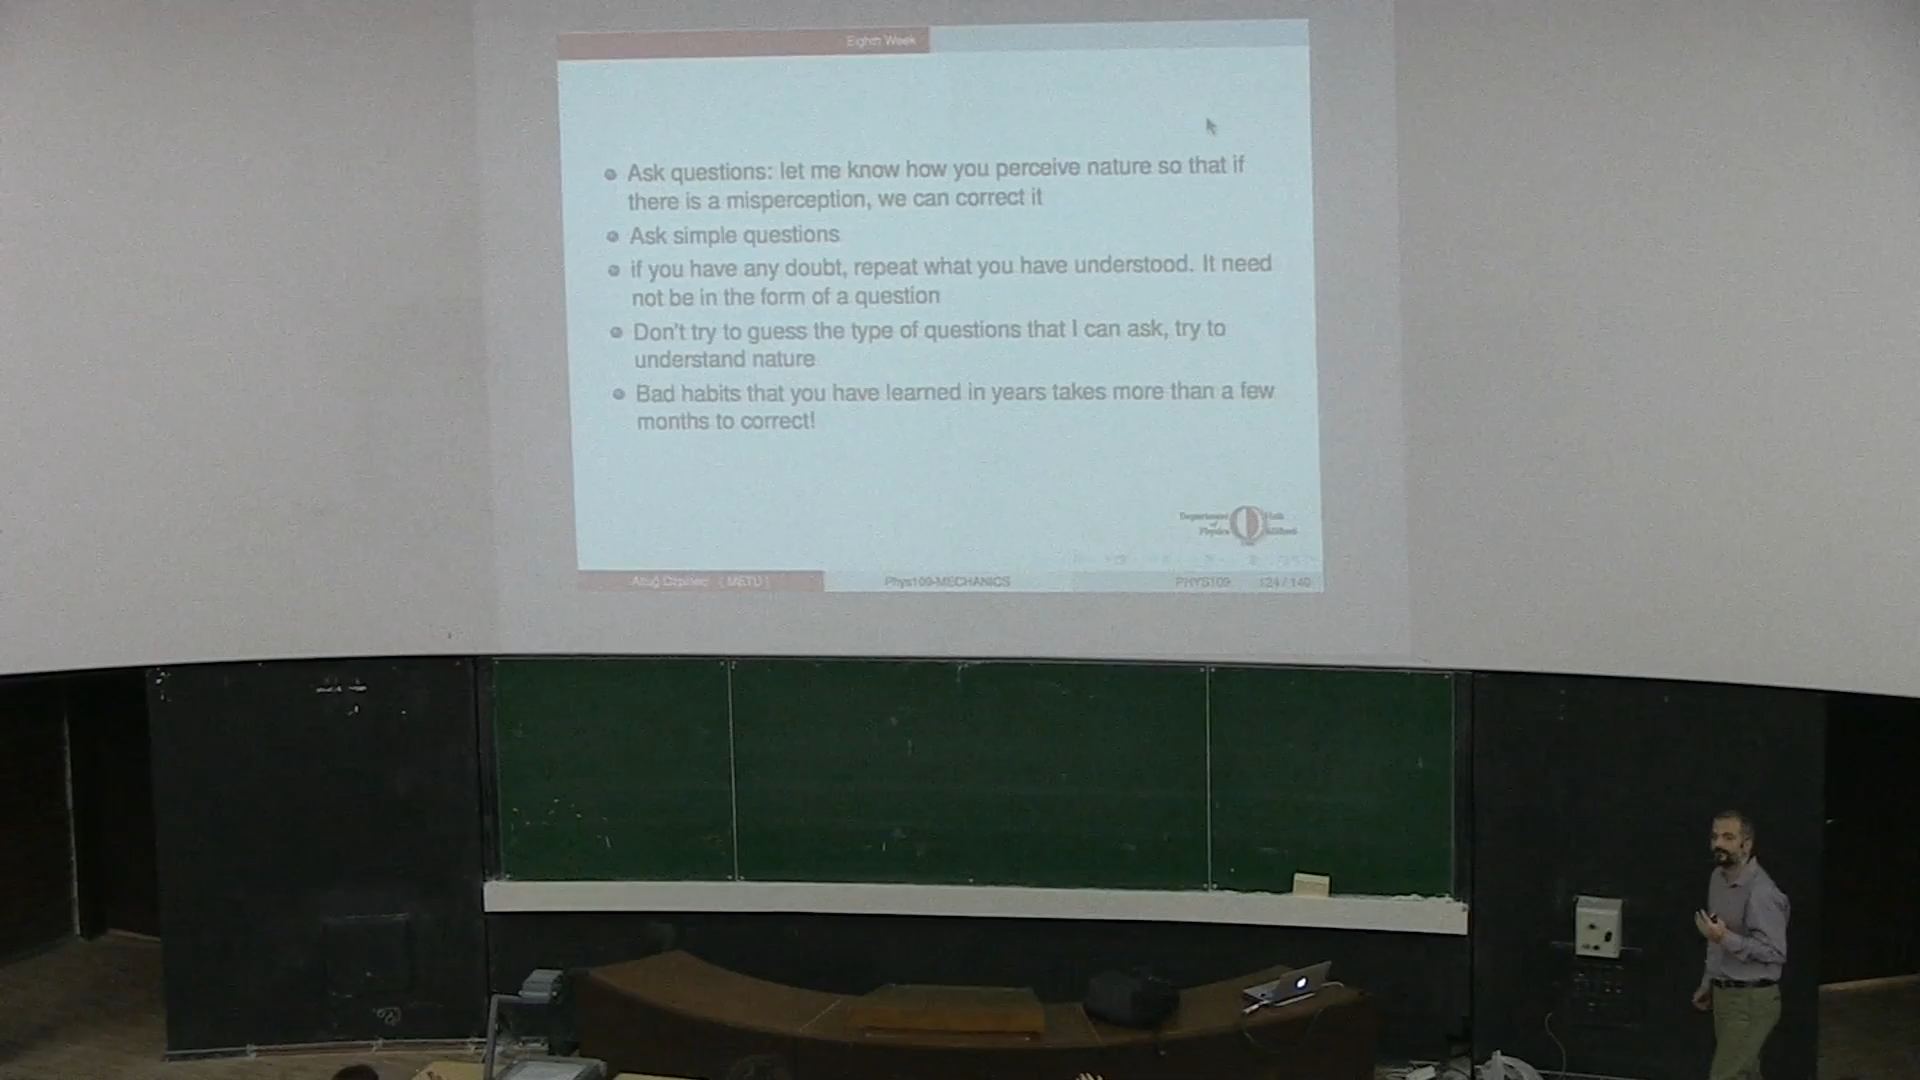 Eighth Week
Ask questions: let me know how you perceive nature so that if
there is a misperception, we can correct it
Ask simple questions
if you have any doubt, repeat what you have understood. It need
not be in the form of a question
Don't try to guess the type of questions that I can ask, try to
understand nature
Bad habits that you have learned in years takes more than a few
months to correct!
Department
of
Physics
( METU )
Phys109-MECHANICS
PHYS109
124 / 140